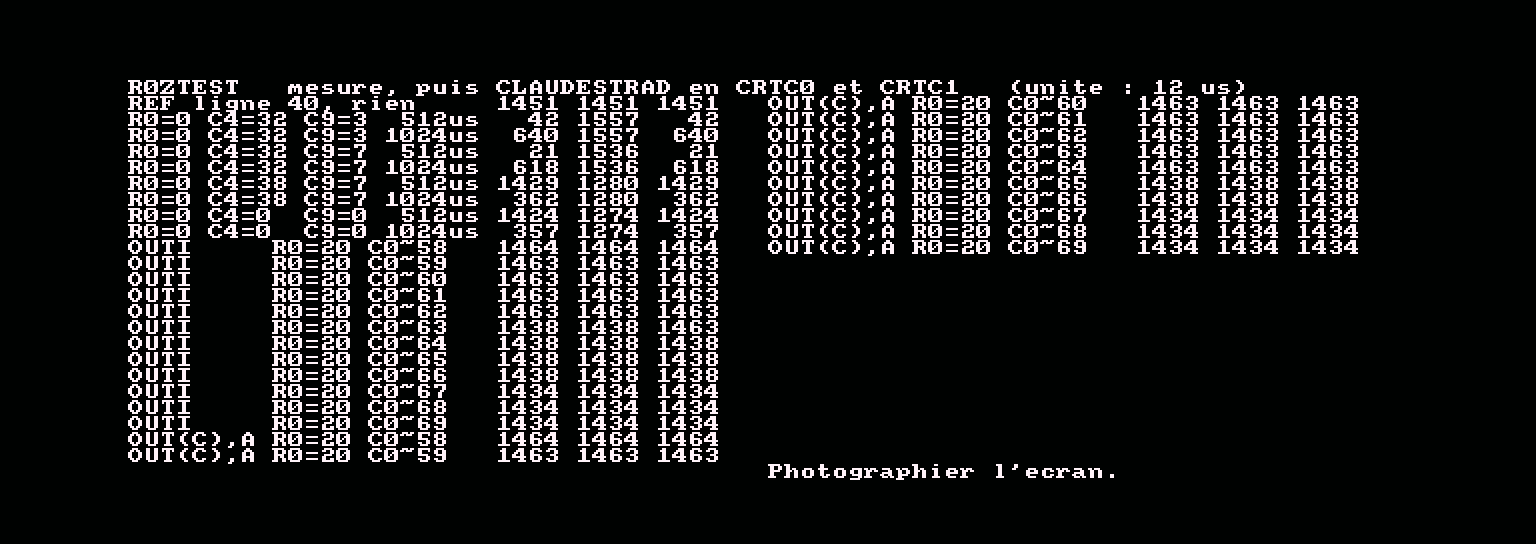 R0ZTEST   mesure, puis CLAUDESTRAD en CRTC0 et CRTC1   (unite : 12 us)
REF ligne 40, rien     1451 1451 1451   OUT(C),A R0=20 C0~60   1463 1463 1463
R0=0 C4=32  C9=3  512us   42 1557   42   OUT(C),A R0=20 C0~61   1463 1463 1463
R0=0 C4=32  C9=3 1024us  640 1557  640   OUT(C),A R0=20 C0~62   1463 1463 1463
R0=0 C4=32  C9=7  512us   21 1536   21   OUT(C),A R0=20 C0~63   1463 1463 1463
R0=0 C4=32  C9=7 1024us  618 1536  618   OUT(C),A R0=20 C0~64   1463 1463 1463
R0=0 C4=38  C9=7  512us 1429 1280 1429   OUT(C),A R0=20 C0~65   1438 1438 1438
R0=0 C4=38  C9=7 1024us  362 1280  362   OUT(C),A R0=20 C0~66   1438 1438 1438
R0=0 C4=0   C9=0  512us 1424 1274 1424   OUT(C),A R0=20 C0~67   1434 1434 1434
R0=0 C4=0   C9=0 1024us  357 1274  357   OUT(C),A R0=20 C0~68   1434 1434 1434
OUTI     R0=20 C0~58   1464 1464 1464   OUT(C),A R0=20 C0~69   1434 1434 1434
OUTI     R0=20 C0~59   1463 1463 1463
OUTI     R0=20 C0~60   1463 1463 1463
OUTI     R0=20 C0~61   1463 1463 1463
OUTI     R0=20 C0~62   1463 1463 1463
OUTI     R0=20 C0~63   1438 1438 1463
OUTI     R0=20 C0~64   1438 1438 1438
OUTI     R0=20 C0~65   1438 1438 1438
OUTI     R0=20 C0~66   1438 1438 1438
OUTI     R0=20 C0~67   1434 1434 1434
OUTI     R0=20 C0~68   1434 1434 1434
OUTI     R0=20 C0~69   1434 1434 1434
OUT(C),A R0=20 C0~58   1464 1464 1464
OUT(C),A R0=20 C0~59   1463 1463 1463
Photographier l'ecran.